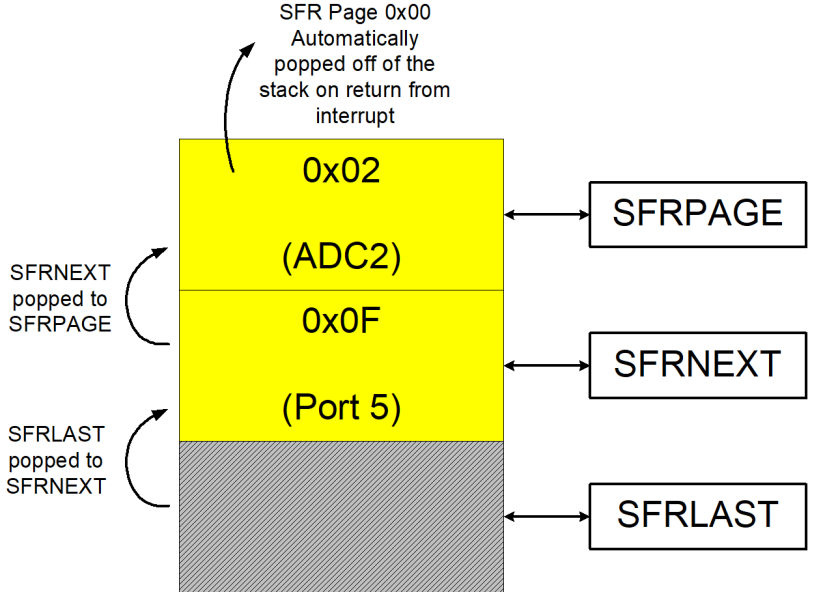 SFR Page 0x00
Automatically
popped off of the
stack on return from
interrupt
0x02
(ADC2)
SFRPAGE
SFRNEXT
popped to
SFRPAGE
0x0F
(Port 5)
SFRNEXT
SFRLAST
popped to
SFRNEXT
SFRLAST